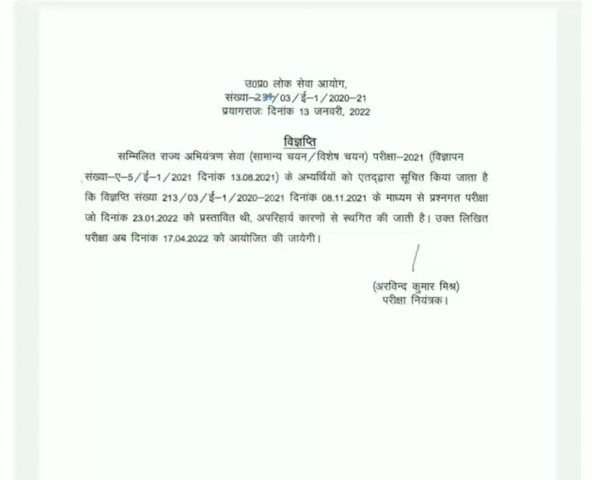 उ0प्र0 लोक सेवा आयोग,
संख्या–239/03/ई–1/2020-21
प्रयागराजः दिनांक 13 जनवरी, 2022
विज्ञप्ति
सम्मिलित राज्य अभियंत्रण सेवा (सामान्य चयन/विशेष चयन) परीक्षा–2021 (विज्ञापन
संख्या–ए–5/ई–1/2021 दिनांक 13.08.2021) के अभ्यर्थियों को एतद्द्वारा सूचित किया जाता है
कि विज्ञप्ति संख्या 213/03/ई–1/2020-2021 दिनांक 08.11.2021 के माध्यम से प्रश्नगत परीक्षा
जो दिनांक 23.01.2022 को प्रस्तावित थी, अपरिहार्य कारणों से स्थगित की जाती है। उक्त लिखित
परीक्षा अब दिनांक 17.04.2022 को आयोजित की जायेगी।
(अरविन्द कुमार मिश्र)
परीक्षा नियंत्रक।